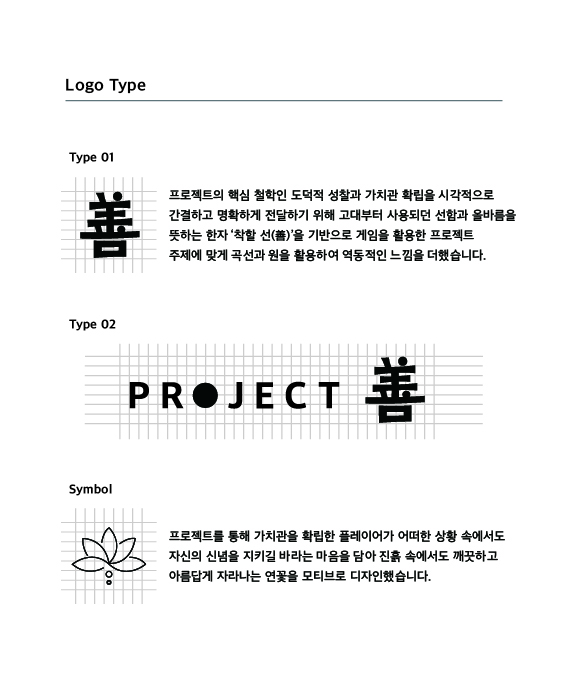 Logo Type
Type 01
善
프로젝트의 핵심 철학인 도덕적 성찰과 가치관 확립을 시각적으로
간결하고 명확하게 전달하기 위해 고대부터 사용되던 선함과 올바름을
뜻하는 한자 ‘착할 선(善)’을 기반으로 게임을 활용한 프로젝트
주제에 맞게 곡선과 원을 활용하여 역동적인 느낌을 더했습니다.
Type 02
PROJECT 善
Symbol
프로젝트를 통해 가치관을 확립한 플레이어가 어떠한 상황 속에서도
자신의 신념을 지키길 바라는 마음을 담아 진흙 속에서도 깨끗하고
아름답게 자라나는 연꽃을 모티브로 디자인했습니다.